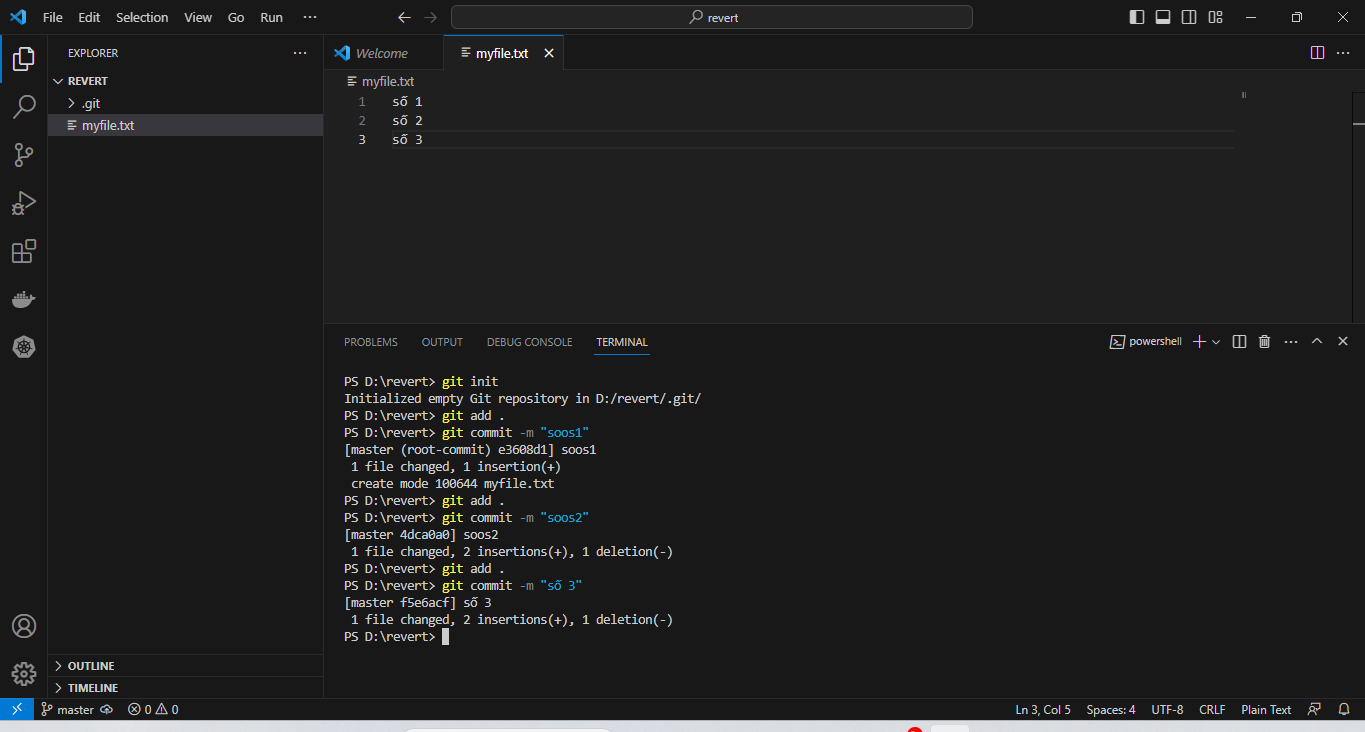 File Edit Selection View Go Run ···
revert
EXPLORER ···
REVERT
.git
myfile.txt
OUTLINE
TIMELINE
Welcome
myfile.txt
myfile.txt
1 số 1
2 số 2
3 số 3
PROBLEMS OUTPUT DEBUG CONSOLE TERMINAL
powershell
PS D:\revert> git init
Initialized empty Git repository in D:/revert/.git/
PS D:\revert> git add .
PS D:\revert> git commit -m "soos1"
[master (root-commit) e3608d1] soos1
 1 file changed, 1 insertion(+)
 create mode 100644 myfile.txt
PS D:\revert> git add .
PS D:\revert> git commit -m "soos2"
[master 4dca0a0] soos2
 1 file changed, 2 insertions(+), 1 deletion(-)
PS D:\revert> git add .
PS D:\revert> git commit -m "số 3"
[master f5e6acf] số 3
 1 file changed, 2 insertions(+), 1 deletion(-)
PS D:\revert>
master 0 0 Ln 3, Col 5 Spaces: 4 UTF-8 CRLF Plain Text